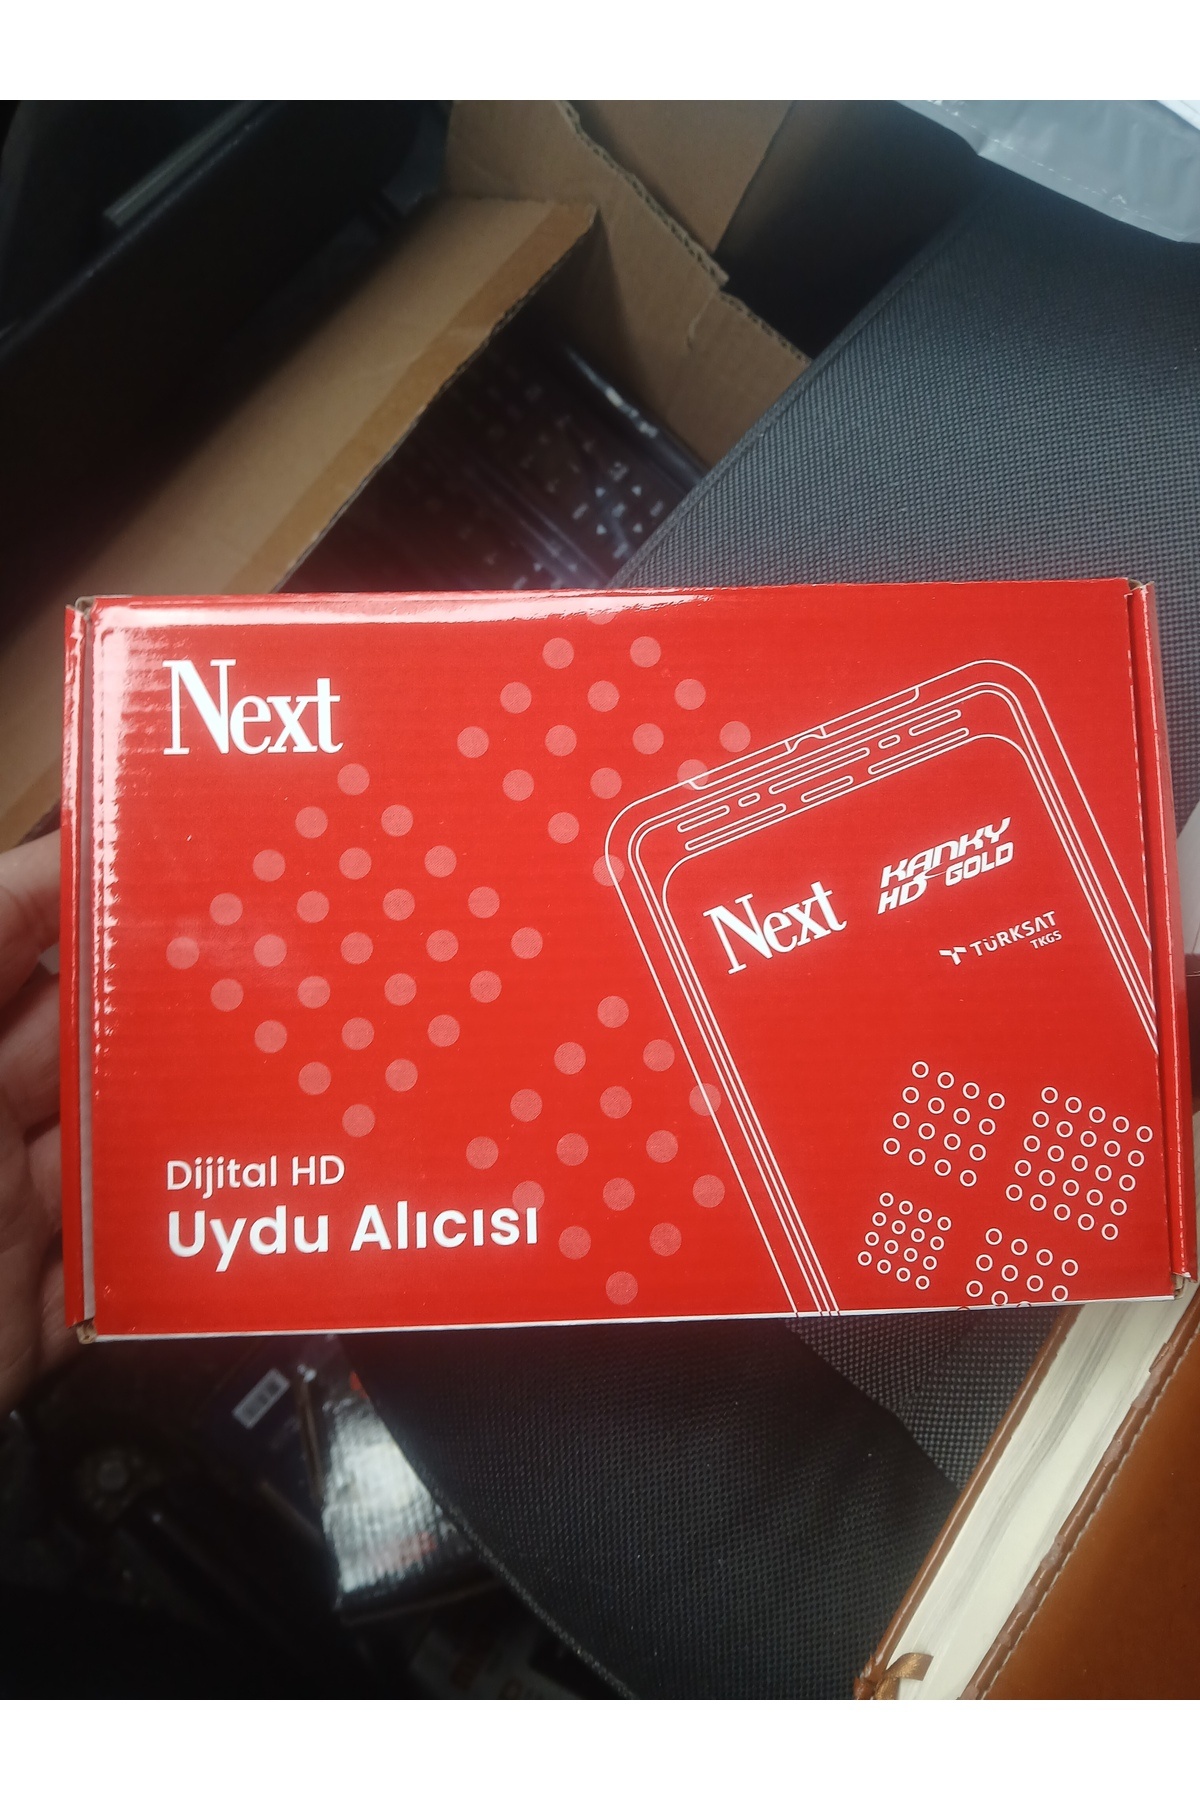 Next
Next
KANKY
HD GOLD
TÜRKSAT
TKGS
Dijital HD
Uydu Alıcısı